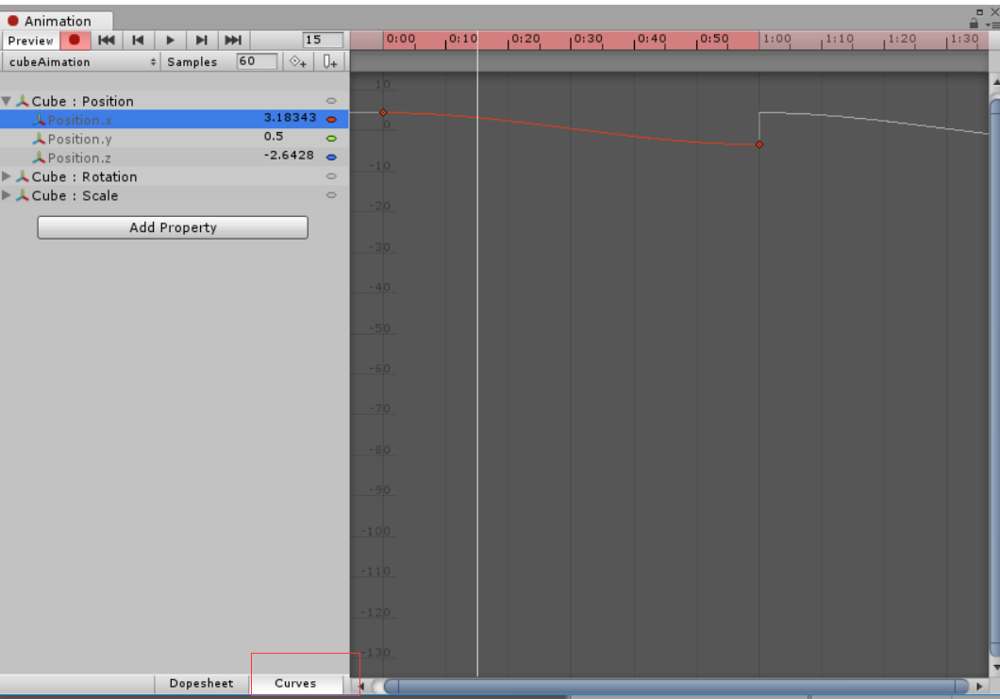 Animation
Preview 15 0:00 0:10 0:20 0:30 0:40 0:50 1:00 1:10 1:20 1:30
cubeAimation Samples 60
10
Cube : Position
Position.x 3.18343
0
Position.y 0.5
Position.z -2.6428
-10
Cube : Rotation
Cube : Scale
-20
Add Property
-30
-40
-50
-60
-70
-80
-90
-100
-110
-120
-130
Dopesheet Curves